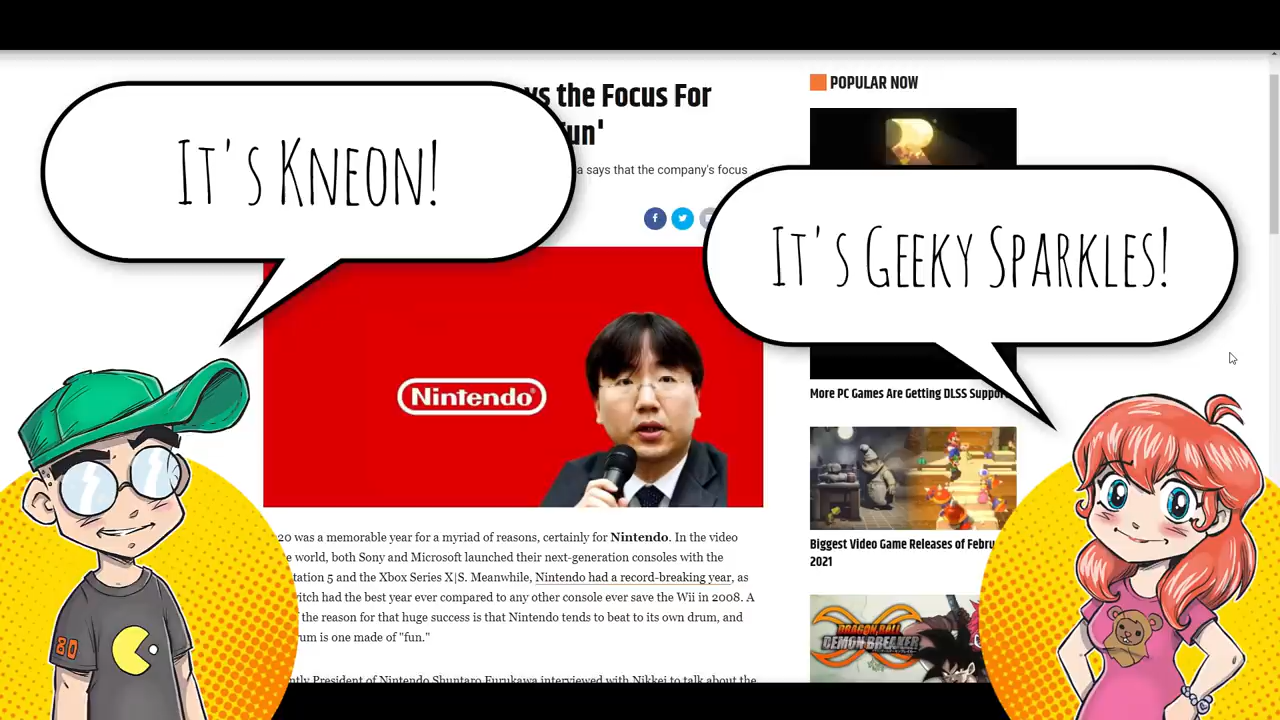 ys the Focus For
un'
a says that the company's focus
It's Kneon!
POPULAR NOW
It's Geeky Sparkles!
Nintendo
More PC Games Are Getting DLSS Suppor
Biggest Video Game Releases of Febru
2021
DRAGON BALL
DEMON BREAKER
80
20 was a memorable year for a myriad of reasons, certainly for Nintendo. In the video
e world, both Sony and Microsoft launched their next-generation consoles with the
tation 5 and the Xbox Series X|S. Meanwhile, Nintendo had a record-breaking year, as
witch had the best year ever compared to any other console ever save the Wii in 2008. A
the reason for that huge success is that Nintendo tends to beat to its own drum, and
rum is one made of "fun."
ntly President of Nintendo Shuntaro Furukawa interviewed with Nikkei to talk about the